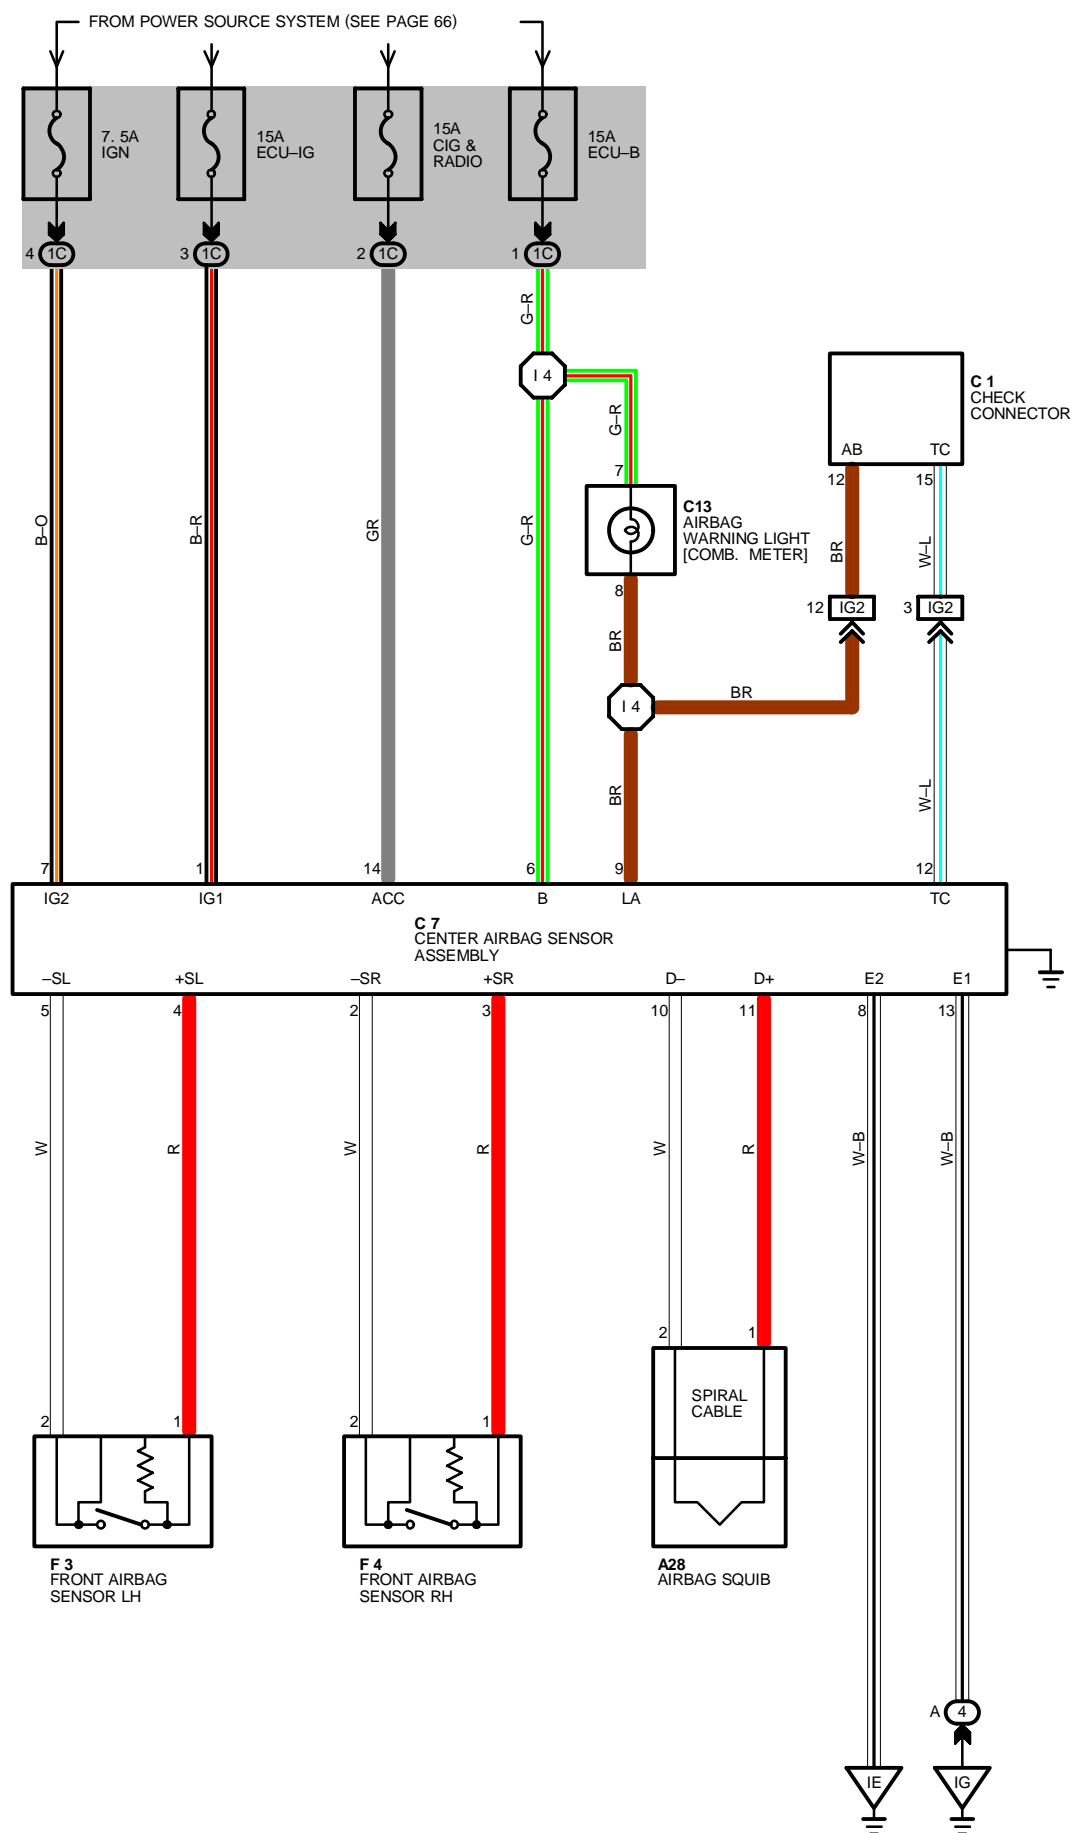 FROM POWER SOURCE SYSTEM (SEE PAGE 66)
7. 5A
IGN
15A
ECU–IG
15A
CIG &
RADIO
15A
ECU–B
4 1C
3 1C
2 1C
1 1C
G–R
I 4
G–R
C 1
CHECK
CONNECTOR
AB TC
12 15
7
C13
AIRBAG
WARNING LIGHT
[COMB. METER]
B–O
B–R
GR
G–R
BR
W–L
8
12 IG2
3 IG2
BR
I 4
BR
BR
W–L
7 1 14 6 9 12
IG2 IG1 ACC B LA TC
C 7
CENTER AIRBAG SENSOR
ASSEMBLY
–SL +SL –SR +SR D– D+ E2 E1
5 4 2 3 10 11 8 13
W R W R W R W–B W–B
2 1
SPIRAL
CABLE
2 1 2 1
F 3
FRONT AIRBAG
SENSOR LH
F 4
FRONT AIRBAG
SENSOR RH
A28
AIRBAG SQUIB
A 4
IE IG